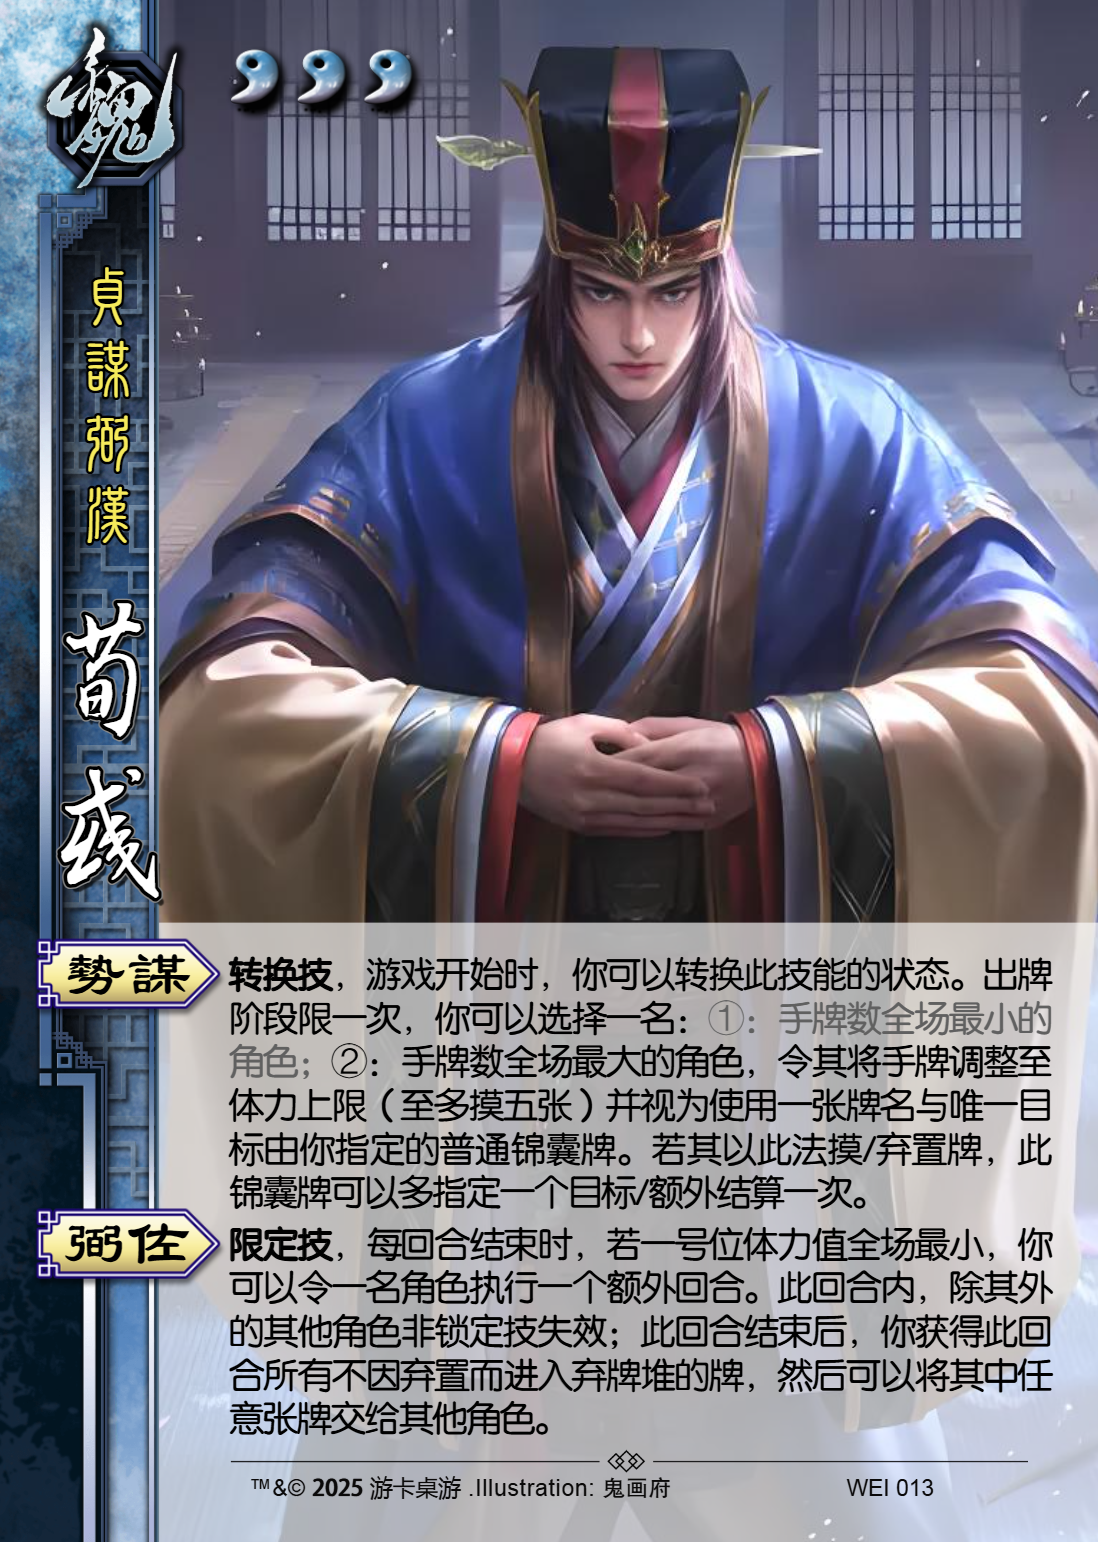 魏
貞謀弼漢
荀彧
勢謀
转换技，游戏开始时，你可以转换此技能的状态。出牌
阶段限一次，你可以选择一名：①：手牌数全场最小的
角色；②：手牌数全场最大的角色，令其将手牌调整至
体力上限（至多摸五张）并视为使用一张牌名与唯一目
标由你指定的普通锦囊牌。若其以此法摸/弃置牌，此
锦囊牌可以多指定一个目标/额外结算一次。
弼佐
限定技，每回合结束时，若一号位体力值全场最小，你
可以令一名角色执行一个额外回合。此回合内，除其外
的其他角色非锁定技失效；此回合结束后，你获得此回
合所有不因弃置而进入弃牌堆的牌，然后可以将其中任
意张牌交给其他角色。
™&© 2025 游卡桌游 .Illustration: 鬼画府
WEI 013